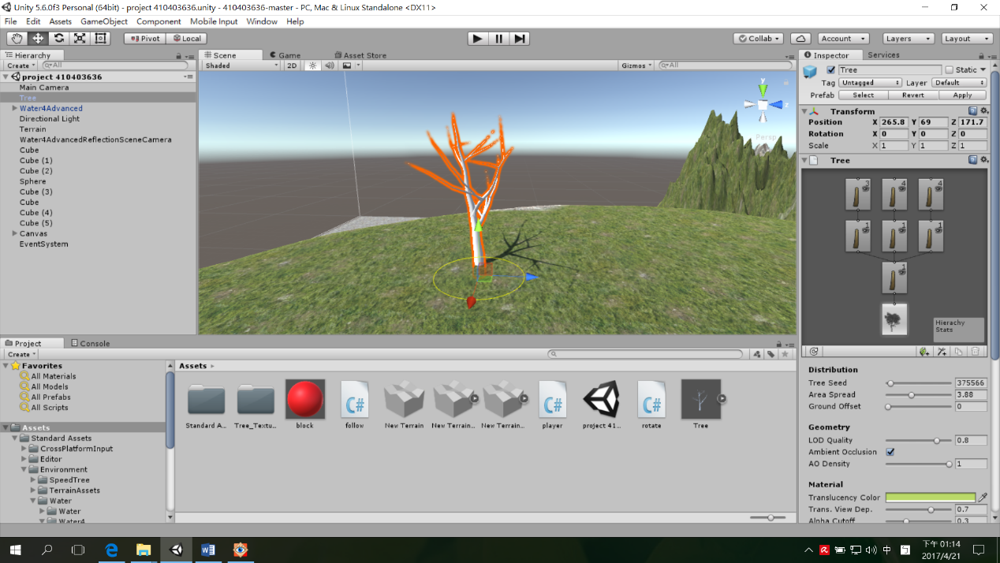 Unity 5.6.0f3 Personal (64bit) - project 410403636.unity - 410403636-master - PC, Mac & Linux Standalone <DX11>
File Edit Assets GameObject Component Mobile Input Window Help
Pivot Local Collab Account Layers Layout
Hierarchy
Create All
project 410403636
Main Camera
Tree
Water4Advanced
Directional Light
Terrain
Water4AdvancedReflectionSceneCamera
Cube
Cube (1)
Cube (2)
Sphere
Cube (3)
Cube
Cube (4)
Cube (5)
Canvas
EventSystem
Scene Game Asset Store
Shaded 2D Gizmos All
y
z
Persp
Inspector Services
Tree Static
Tag Untagged Layer Default
Prefab Select Revert Apply
Transform
Position X 265.8 Y 69 Z 171.7
Rotation X 0 Y 0 Z 0
Scale X 1 Y 1 Z 1
Tree
3 4 4
1 1 1
1
Hierachy
Stats
Distribution
Tree Seed 375566
Area Spread 3.88
Ground Offset 0
Geometry
LOD Quality 0.8
Ambient Occlusion
AO Density 1
Material
Translucency Color
Trans. View Dep. 0.7
Alpha Cutoff 0.3
Project Console
Create
Favorites
All Materials
All Models
All Prefabs
All Scripts
Assets
Standard Assets
CrossPlatformInput
Editor
Environment
SpeedTree
TerrainAssets
Water
Water
Water4
Assets
C# C# C#
Standard A... Tree_Textu... block follow New Terrain New Terrain... New Terrain... player project 41... rotate Tree
中
下午 01:14
2017/4/21